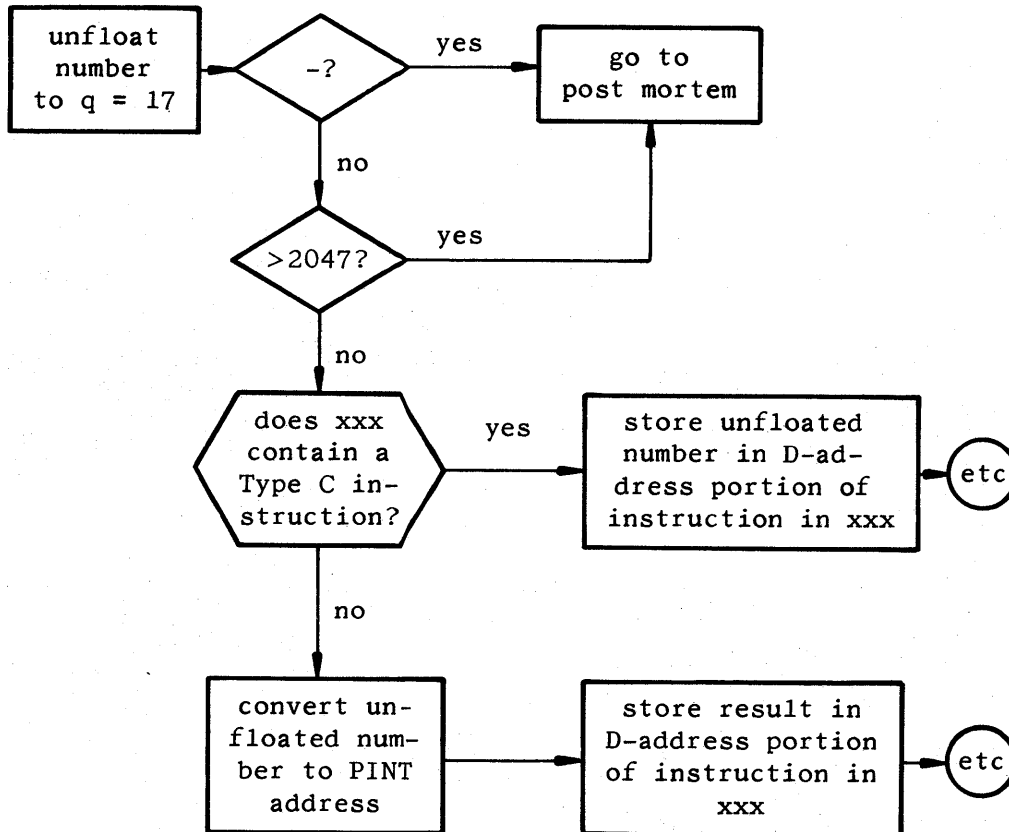 unfloat
number
to q = 17
-?
yes
go to
post mortem
no
>2047?
yes
no
does xxx
contain a
Type C in-
struction?
yes
store unfloated
number in D-ad-
dress portion of
instruction in xxx
etc
no
convert un-
floated num-
ber to PINT
address
store result in
D-address portion
of instruction in
xxx
etc